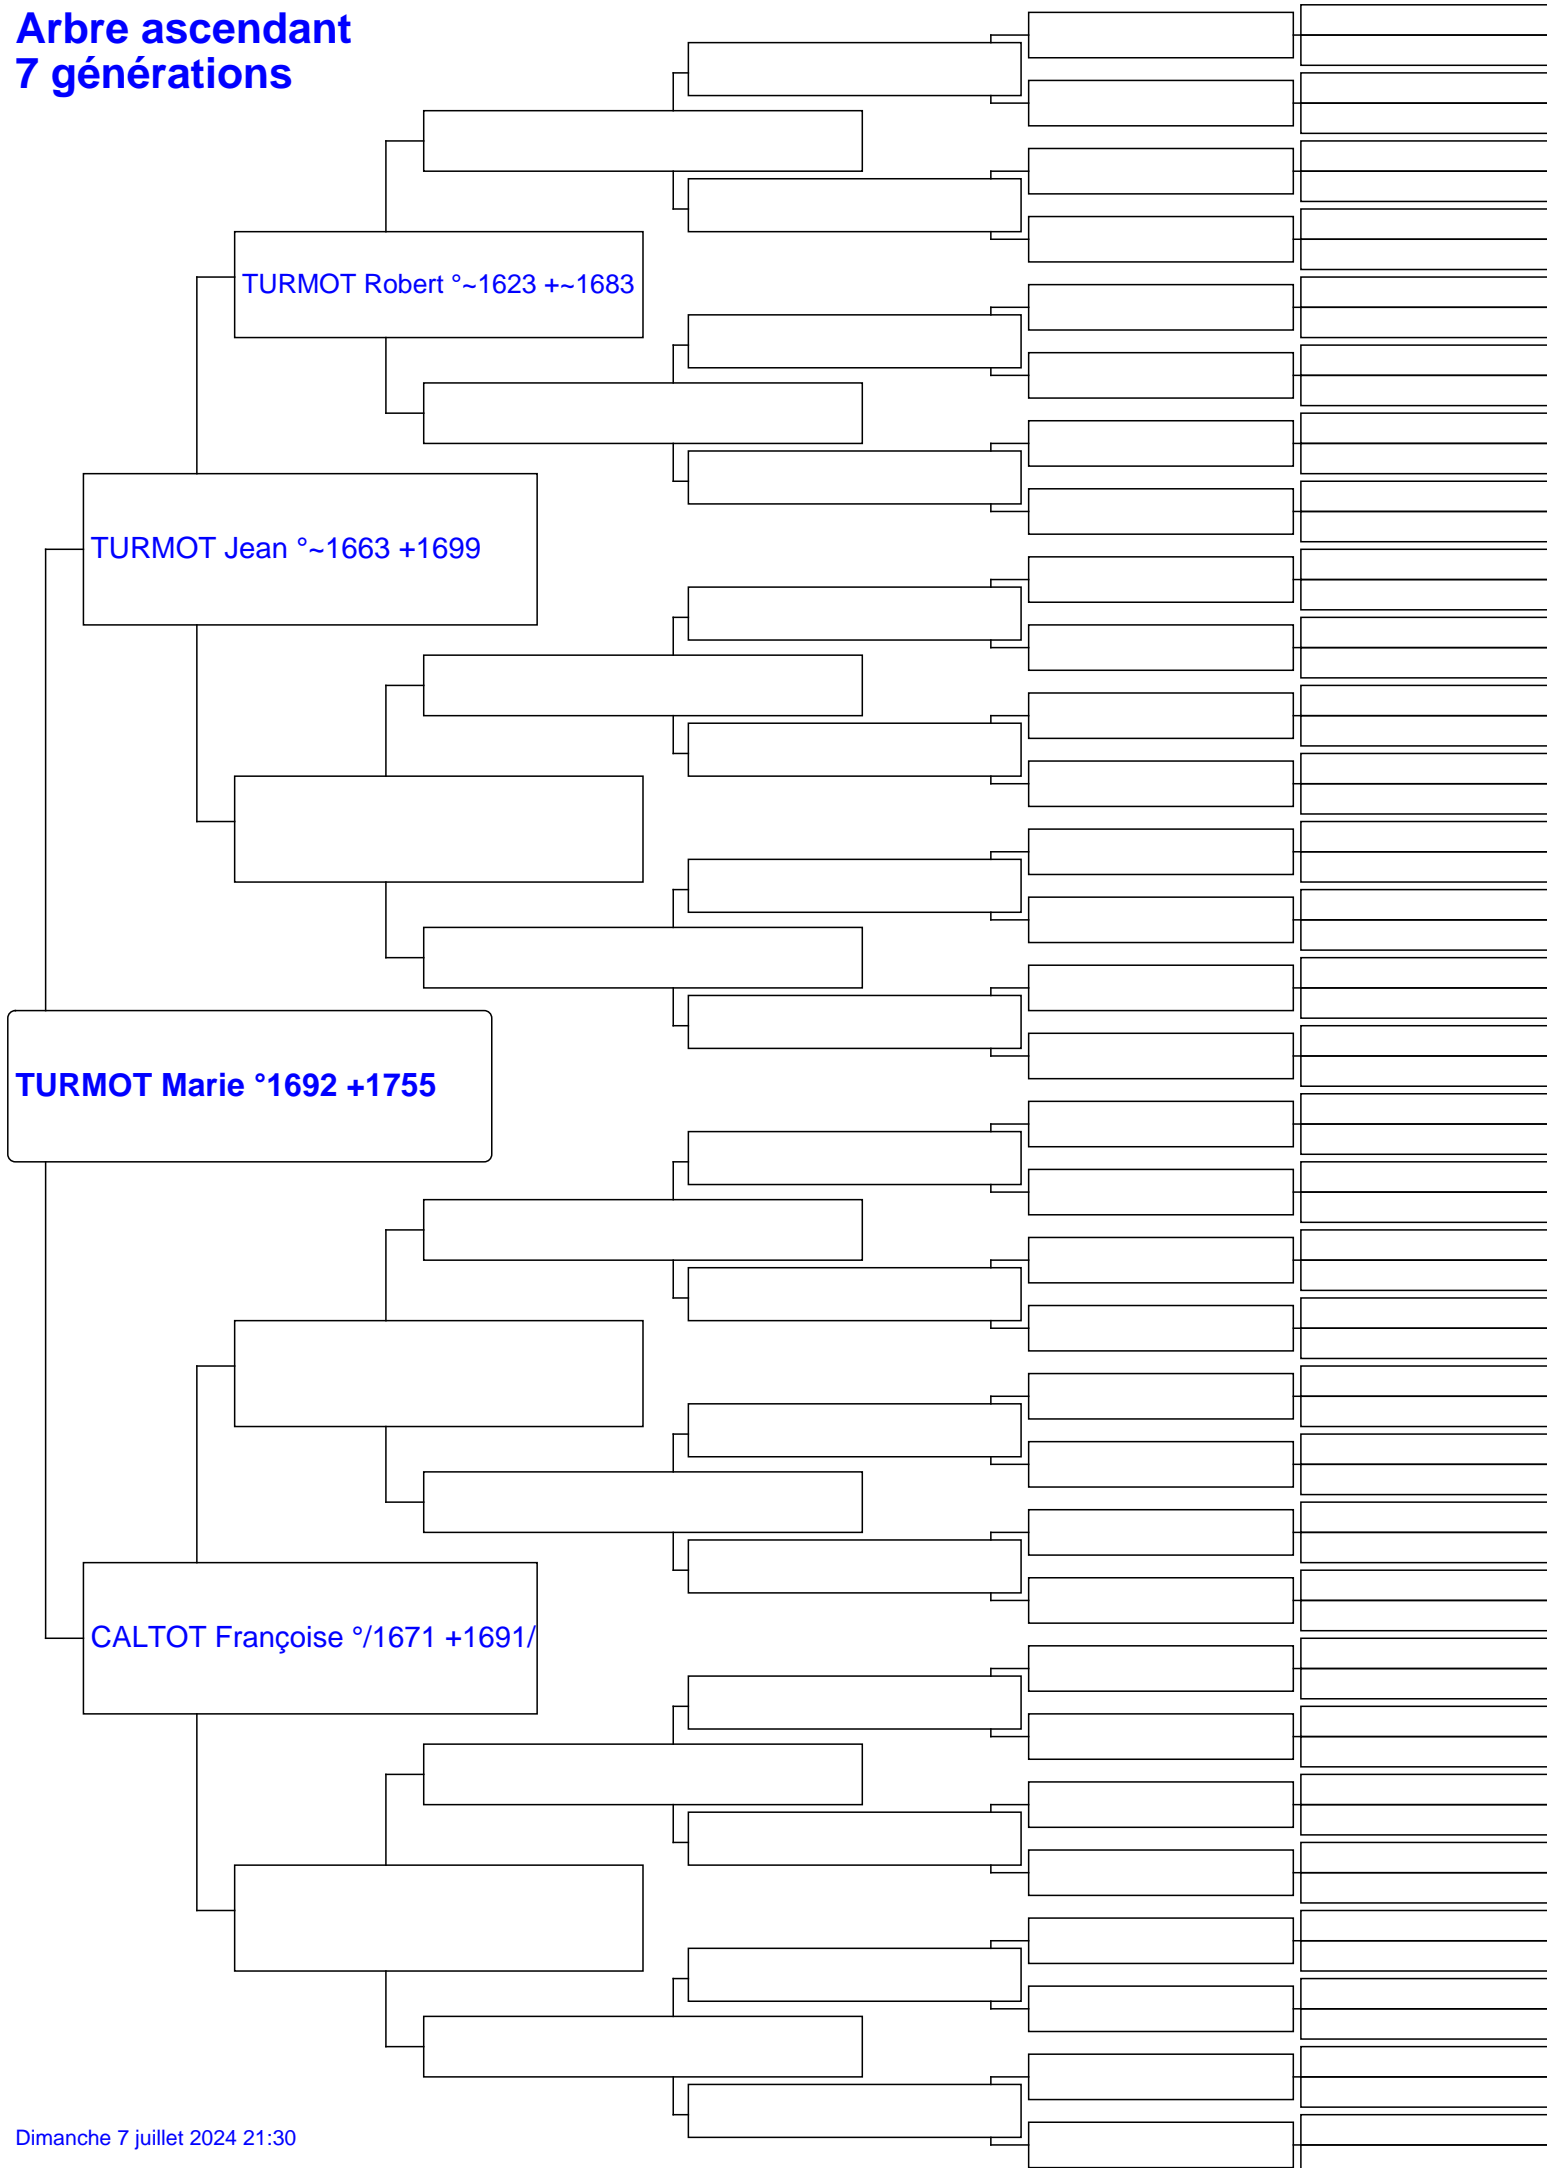 Arbre ascendant
7 générations
TURMOT Robert °~1623 +~1683
TURMOT Jean °~1663 +1699
TURMOT Marie °1692 +1755
CALTOT Françoise °/1671 +1691/
Dimanche 7 juillet 2024 21:30